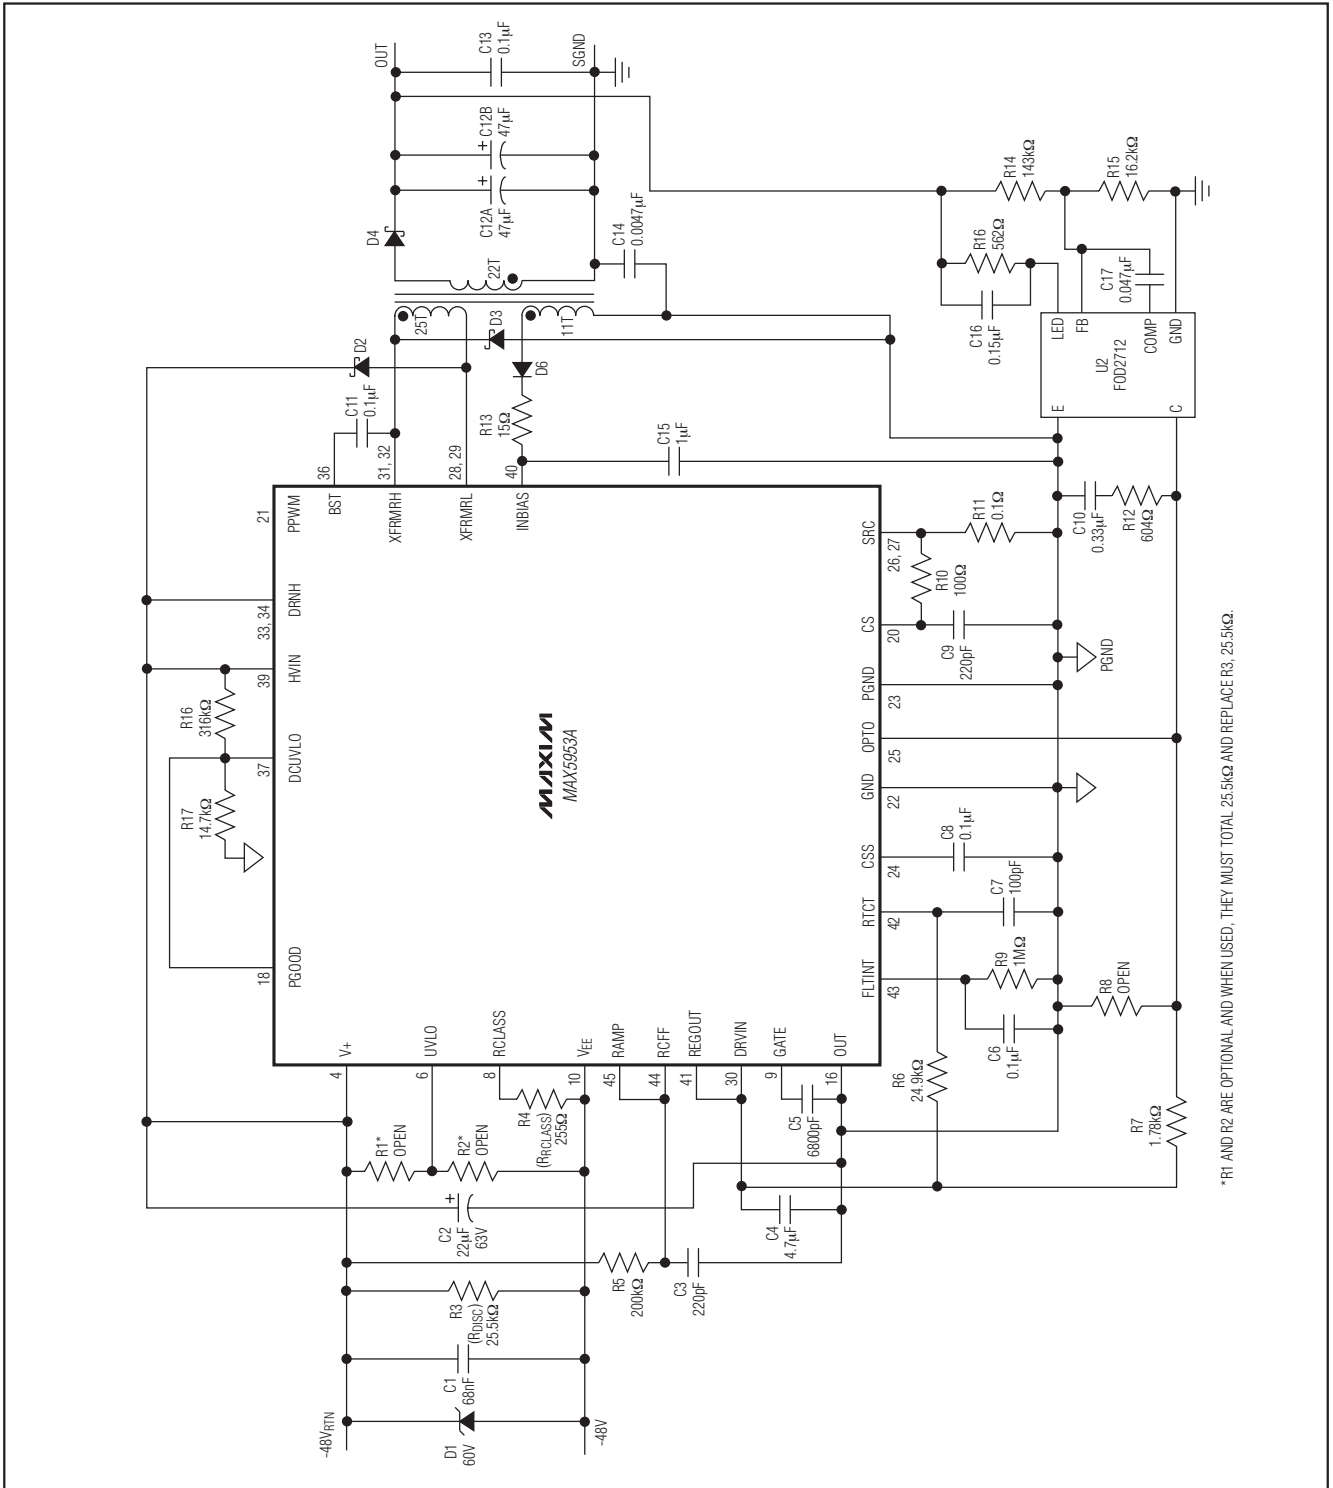 OUT
C13
0.1µF
SGND
C12B
47µF
C12A
47µF
D4
C14
0.0047µF
22T
25T
11T
D3
D2
D6
C11
0.1µF
R13
15Ω
C15
1µF
R14
143kΩ
R15
16.2kΩ
R16
562Ω
C16
0.15µF
C17
0.047µF
LED
FB
COMP
GND
U2
FOD2712
E
C
36
31, 32
28, 29
40
21
PPWM
BST
XFRMRH
XFRMRL
INBIAS
33, 34
DRNH
39
HVIN
R16
316kΩ
37
DCUVLO
R17
14.7kΩ
18
PGOOD
MAXIM
MAX5953A
SRC
26, 27
R11
0.1Ω
R10
100Ω
CS
20
C9
220pF
C10
0.33µF
R12
604Ω
PGND
PGND
23
OPTO
25
GND
22
CSS
24
C8
0.1µF
RTCT
42
C7
100pF
FLTINT
43
R9
1MΩ
C6
0.1µF
R8
OPEN
R6
24.9kΩ
R7
1.78kΩ
V+
4
UVLO
6
RCLASS
8
VEE
10
RAMP
45
RCFF
44
REGOUT
41
DRVIN
30
GATE
9
OUT
16
R1*
OPEN
R2*
OPEN
R4
(RRCLASS)
255Ω
C5
6800pF
C2
22µF
63V
C4
4.7µF
R5
200kΩ
C3
220pF
R3
(RDISC)
25.5kΩ
C1
68nF
D1
60V
-48VRTN
-48V
*R1 AND R2 ARE OPTIONAL AND WHEN USED, THEY MUST TOTAL 25.5kΩ AND REPLACE R3, 25.5kΩ.